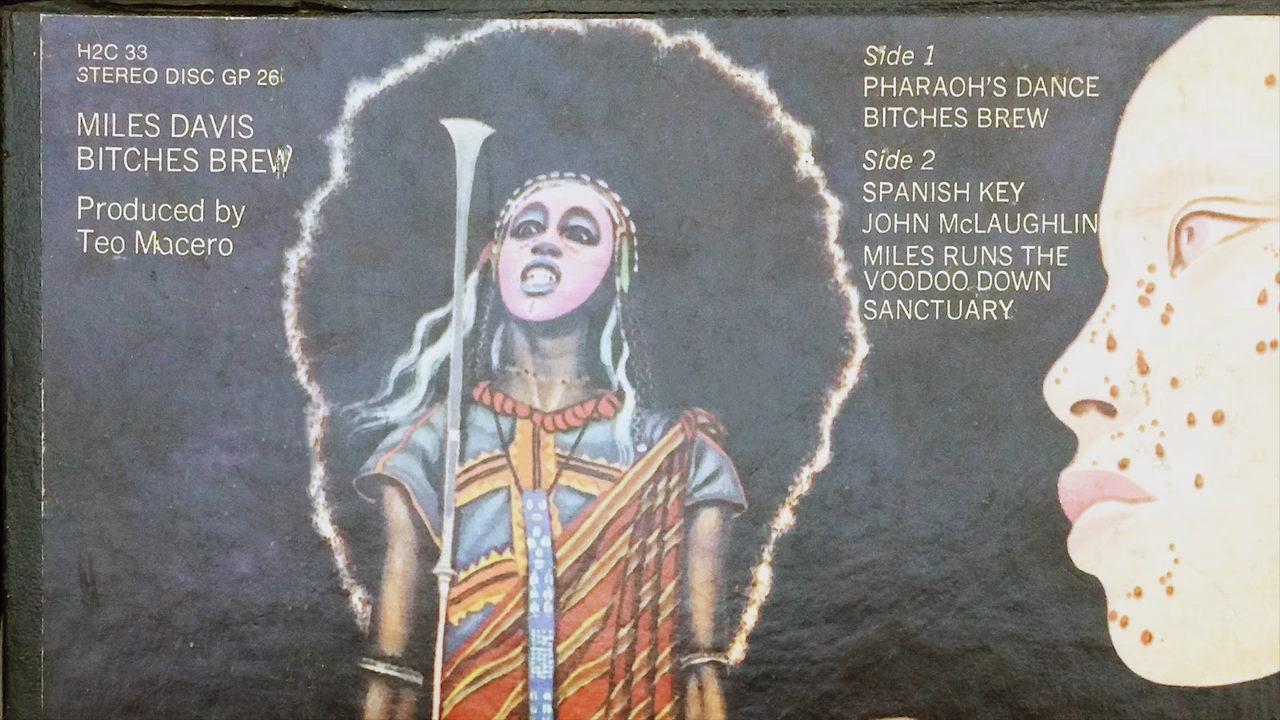 H2C 33
STEREO DISC GP 26
MILES DAVIS
BITCHES BREW
Produced by
Teo Macero
Side 1
PHARAOH'S DANCE
BITCHES BREW
Side 2
SPANISH KEY
JOHN McLAUGHLIN
MILES RUNS THE
VOODOO DOWN
SANCTUARY